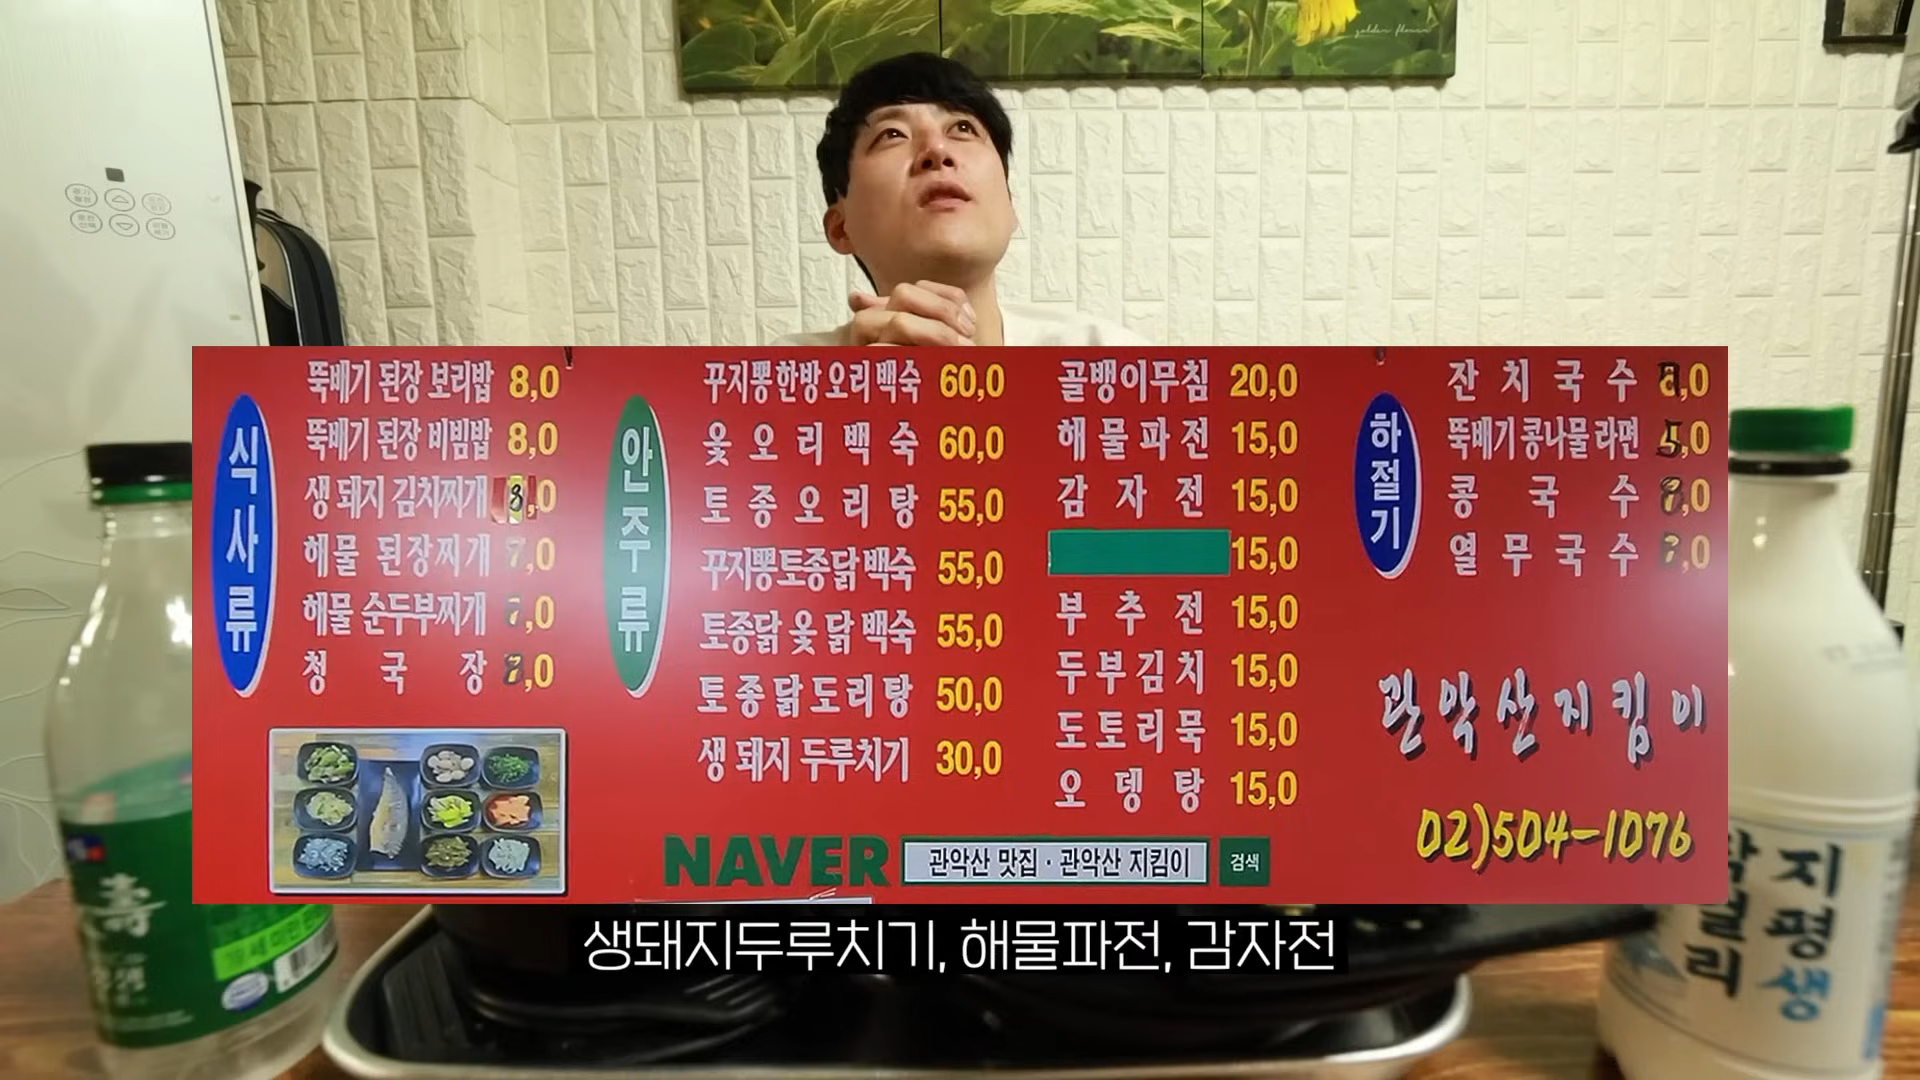 golden flower
식사류
뚝배기 된장 보리밥 8,0
뚝배기 된장 비빔밥 8,0
생 돼지 김치찌개 8,0
해물 된장찌개 7,0
해물 순두부찌개 7,0
청국장 ,0
안주류
꾸지뽕한방오리백숙 60,0
옻오리백숙 60,0
토종오리탕 55,0
꾸지뽕토종닭백숙 55,0
토종닭옻닭백숙 55,0
토종닭도리탕 50,0
생 돼지 두루치기 30,0
골뱅이무침 20,0
해물파전 15,0
감자전 15,0
15,0
부추전 15,0
두부김치 15,0
도토리묵 15,0
오뎅탕 15,0
하절기
잔치국수 ,0
뚝배기 콩나물 라면 5,0
콩국수 ,0
열무국수 7,0
관악산지킴이
02)504-1076
NAVER 관악산 맛집 · 관악산 지킴이 검색
생돼지두루치기, 해물파전, 감자전
지평생
막걸리